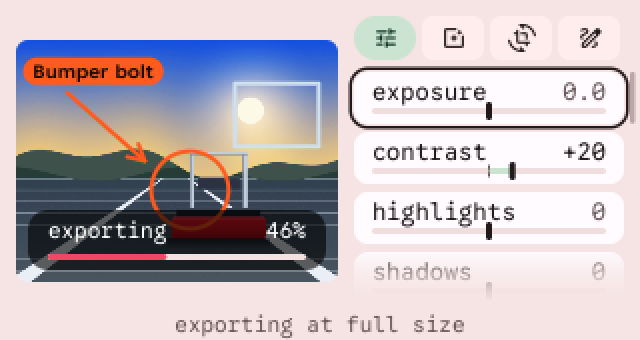 Bumper bolt
exporting 46%
exposure 0.0
contrast +20
highlights 0
shadows 0
exporting at full size